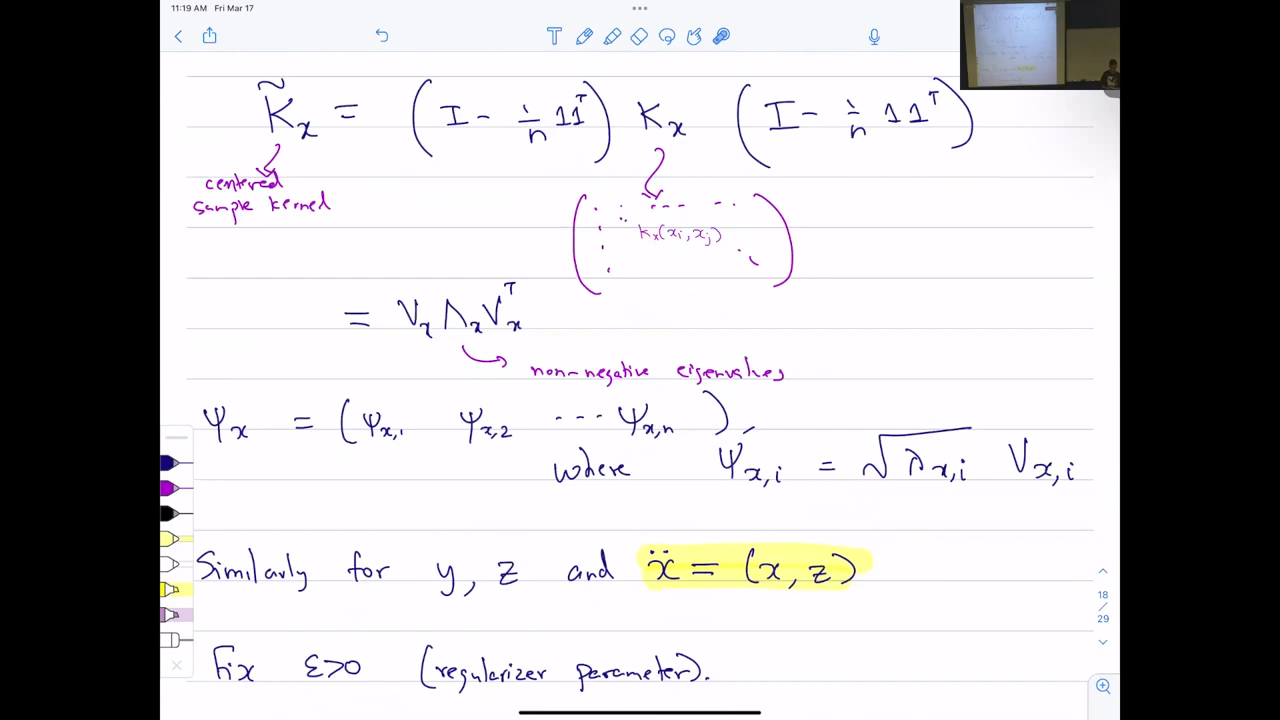 11:19 AM Fri Mar 17
K̃ₓ = (I - 1/n 11ᵀ) Kₓ (I - 1/n 11ᵀ)
centered
sample kernel
kₓ(xᵢ, xⱼ)
= Vₓ Λₓ Vₓᵀ
non-negative eigenvalues
ψₓ = (ψₓ,₁ ψₓ,₂ ... ψₓ,ₙ),
where ψₓ,ᵢ = √λₓ,ᵢ Vₓ,ᵢ
Similarly for y, z and ẍ = (x, z)
Fix ε>0 (regularizer parameter).
18
/
29